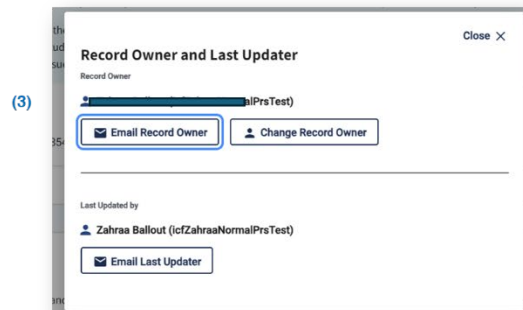 Close ×
Record Owner and Last Updater
Record Owner
(3)
alPrsTest)
Email Record Owner
Change Record Owner
Last Updated by
Zahraa Ballout (icfZahraaNormalPrsTest)
Email Last Updater